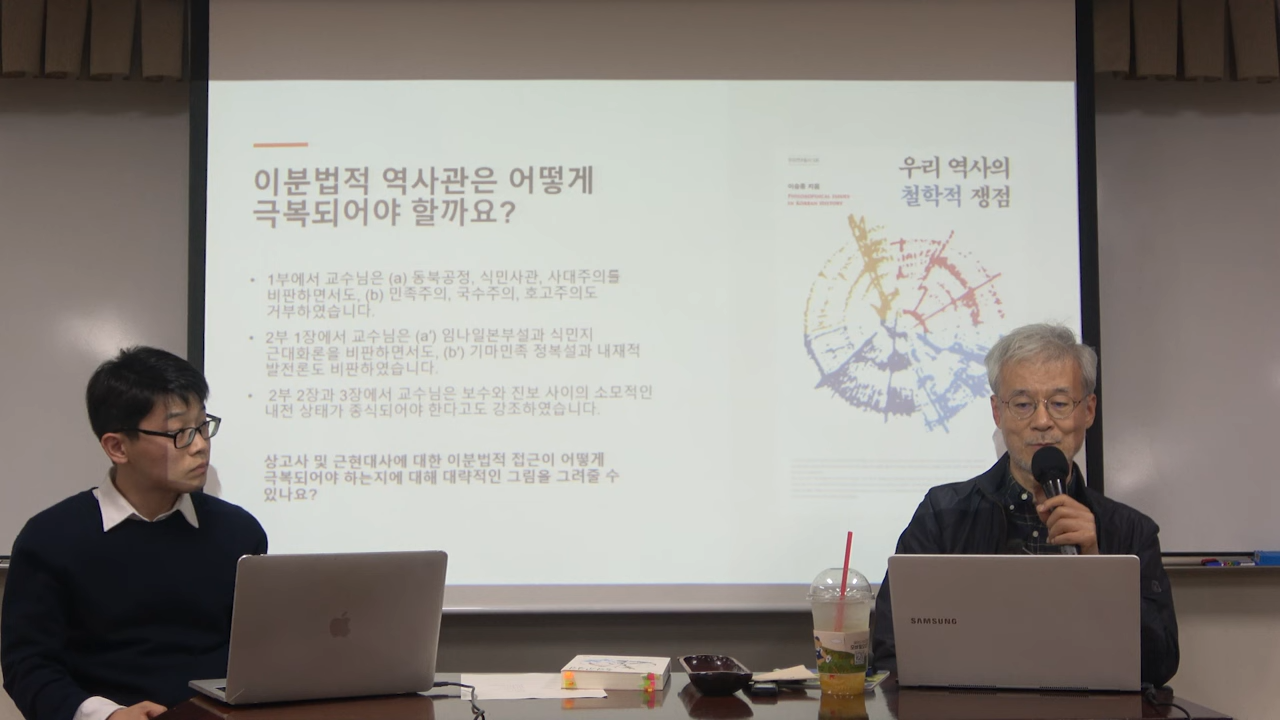 이분법적 역사관은 어떻게
극복되어야 할까요?
• 1부에서 교수님은 (a) 동북공정, 식민사관, 사대주의를
비판하면서도, (b) 민족주의, 국수주의, 호고주의도
거부하였습니다.
• 2부 1장에서 교수님은 (a') 임나일본부설과 식민지
근대화론을 비판하면서도, (b') 기마민족 정복설과 내재적
발전론도 비판하였습니다.
• 2부 2장과 3장에서 교수님은 보수와 진보 사이의 소모적인
내전 상태가 종식되어야 한다고도 강조하였습니다.
상고사 및 근현대사에 대한 이분법적 접근이 어떻게
극복되어야 하는지에 대해 대략적인 그림을 그려줄 수
있나요?
우리 역사의
철학적 쟁점
이승종 지음
PHILOSOPHICAL ISSUES
IN KOREAN HISTORY
SAMSUNG